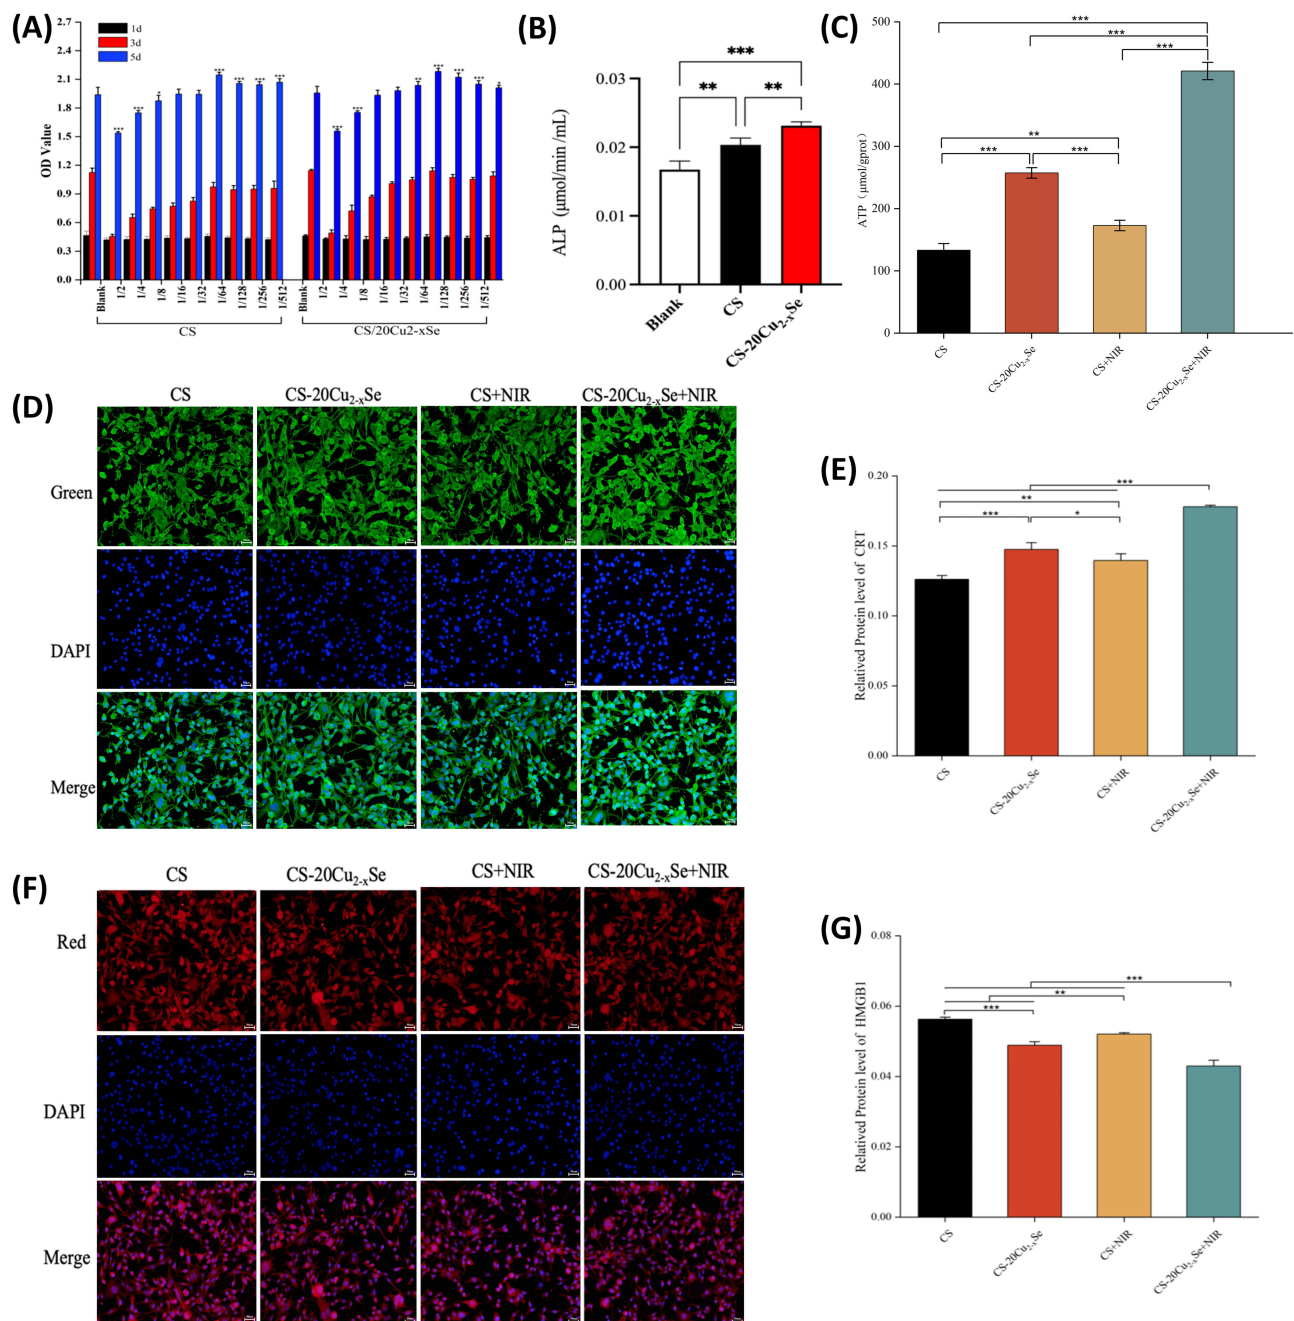 (A)
2.7
2.4
2.1
1.8
1.5
1.2
0.9
0.6
0.3
0.0
OD Value
1d
3d
5d
*** *** * *** *** *** ***
*** *** ** *** *** *** *
Blank 1/2 1/4 1/8 1/16 1/32 1/64 1/128 1/256 1/512
Blank 1/2 1/4 1/8 1/16 1/32 1/64 1/128 1/256 1/512
CS
CS/20Cu2-xSe
(B)
***
** **
0.03
0.02
0.01
0.00
ALP (μmol/min /mL)
Blank
CS
CS-20Cu2-xSe
(C)
500
400
300
200
100
0
ATP (μmol/gprot)
***
***
***
**
*** ***
CS
CS-20Cu2-xSe
CS+NIR
CS-20Cu2-xSe+NIR
(D)
CS CS-20Cu2-xSe CS+NIR CS-20Cu2-xSe+NIR
Green
DAPI
Merge
(E)
0.20
0.15
0.10
0.05
0.00
Relatived Protein level of CRT
***
**
*** *
CS
CS-20Cu2-xSe
CS+NIR
CS-20Cu2-xSe+NIR
(F)
CS CS-20Cu2-xSe CS+NIR CS-20Cu2-xSe+NIR
Red
DAPI
Merge
(G)
0.08
0.06
0.04
0.02
0.00
Relatived Protein level of HMGB1
***
**
***
CS
CS-20Cu2-xSe
CS+NIR
CS-20Cu2-xSe+NIR